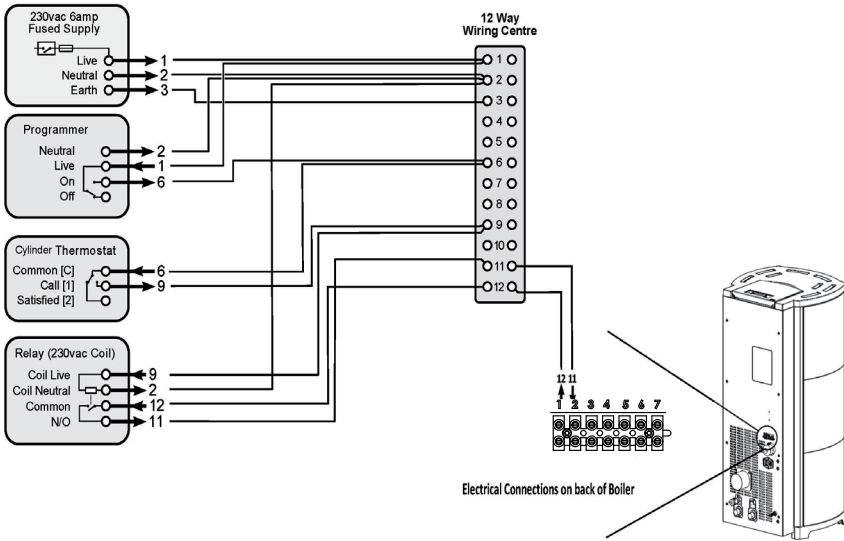 230vac 6amp
Fused Supply
Live 1
Neutral 2
Earth 3
Programmer
Neutral 2
Live 1
On 6
Off
Cylinder Thermostat
Common [C] 6
Call [1] 9
Satisfied [2]
Relay (230vac Coil)
Coil Live 9
Coil Neutral 2
Common 12
N/O 11
12 Way
Wiring Centre
1
2
3
4
5
6
7
8
9
10
11
12
12 11
1 2 3 4 5 6 7
Electrical Connections on back of Boiler